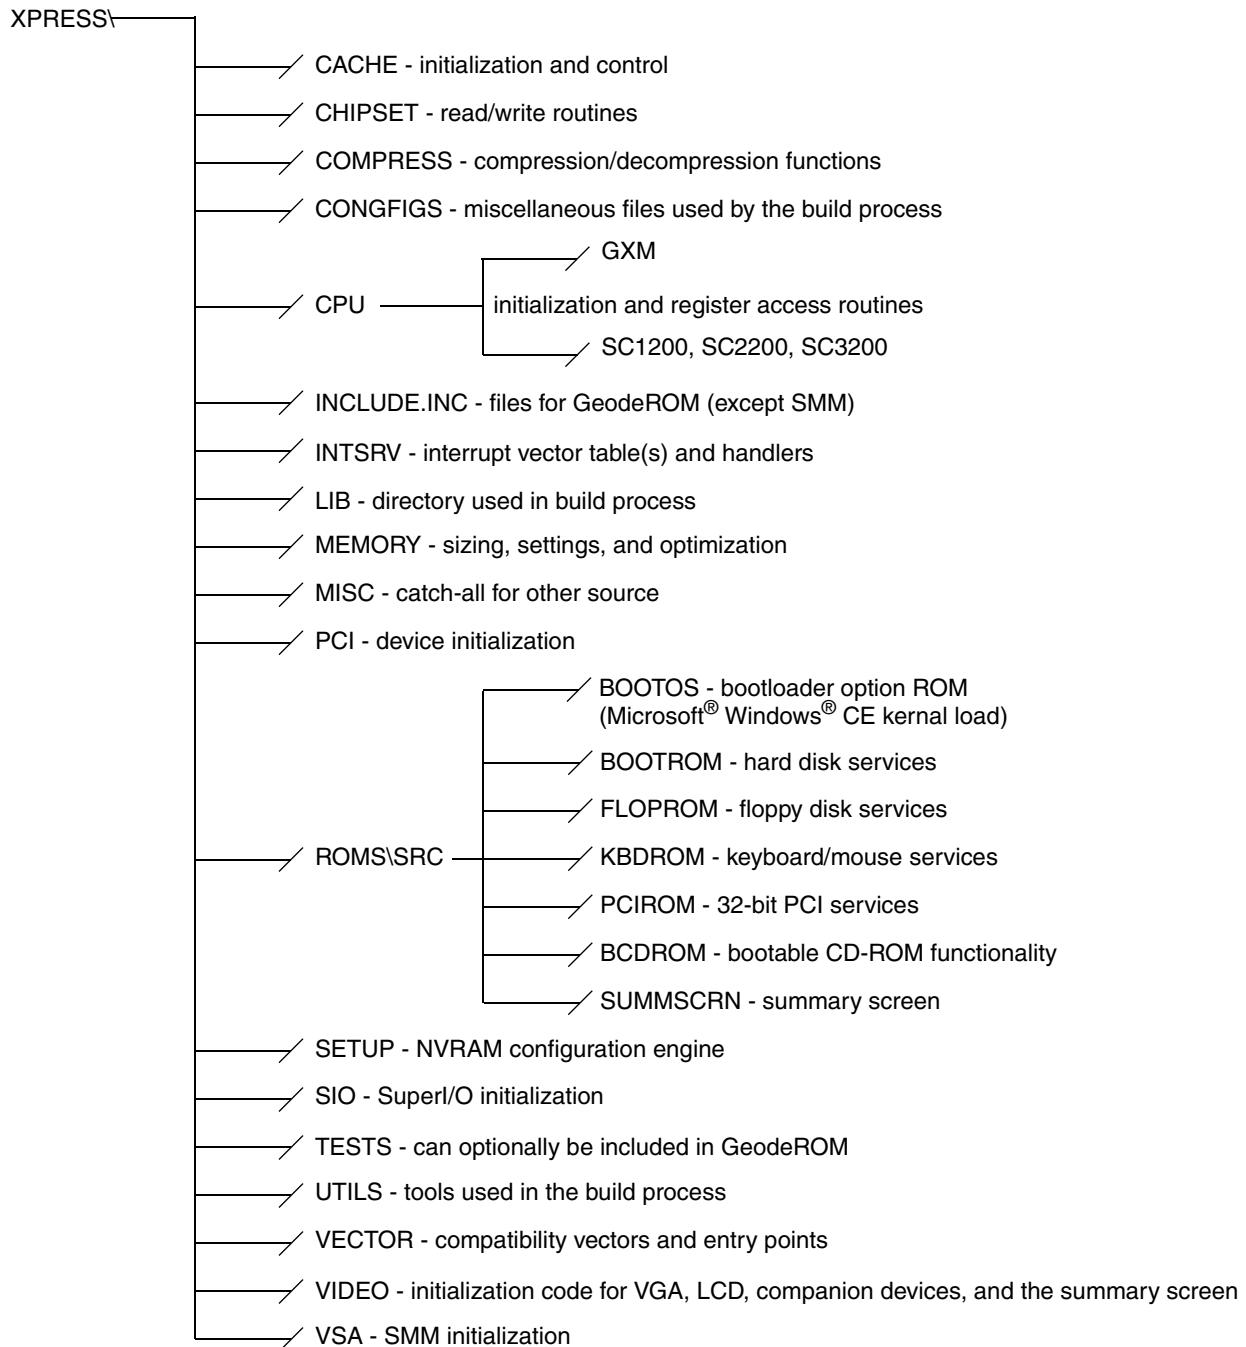 XPRESS\
CACHE - initialization and control
CHIPSET - read/write routines
COMPRESS - compression/decompression functions
CONGFIGS - miscellaneous files used by the build process
GXM
CPU
initialization and register access routines
SC1200, SC2200, SC3200
INCLUDE.INC - files for GeodeROM (except SMM)
INTSRV - interrupt vector table(s) and handlers
LIB - directory used in build process
MEMORY - sizing, settings, and optimization
MISC - catch-all for other source
PCI - device initialization
BOOTOS - bootloader option ROM
(Microsoft® Windows® CE kernal load)
BOOTROM - hard disk services
FLOPROM - floppy disk services
ROMS\SRC
KBDROM - keyboard/mouse services
PCIROM - 32-bit PCI services
BCDROM - bootable CD-ROM functionality
SUMMSCRN - summary screen
SETUP - NVRAM configuration engine
SIO - SuperI/O initialization
TESTS - can optionally be included in GeodeROM
UTILS - tools used in the build process
VECTOR - compatibility vectors and entry points
VIDEO - initialization code for VGA, LCD, companion devices, and the summary screen
VSA - SMM initialization